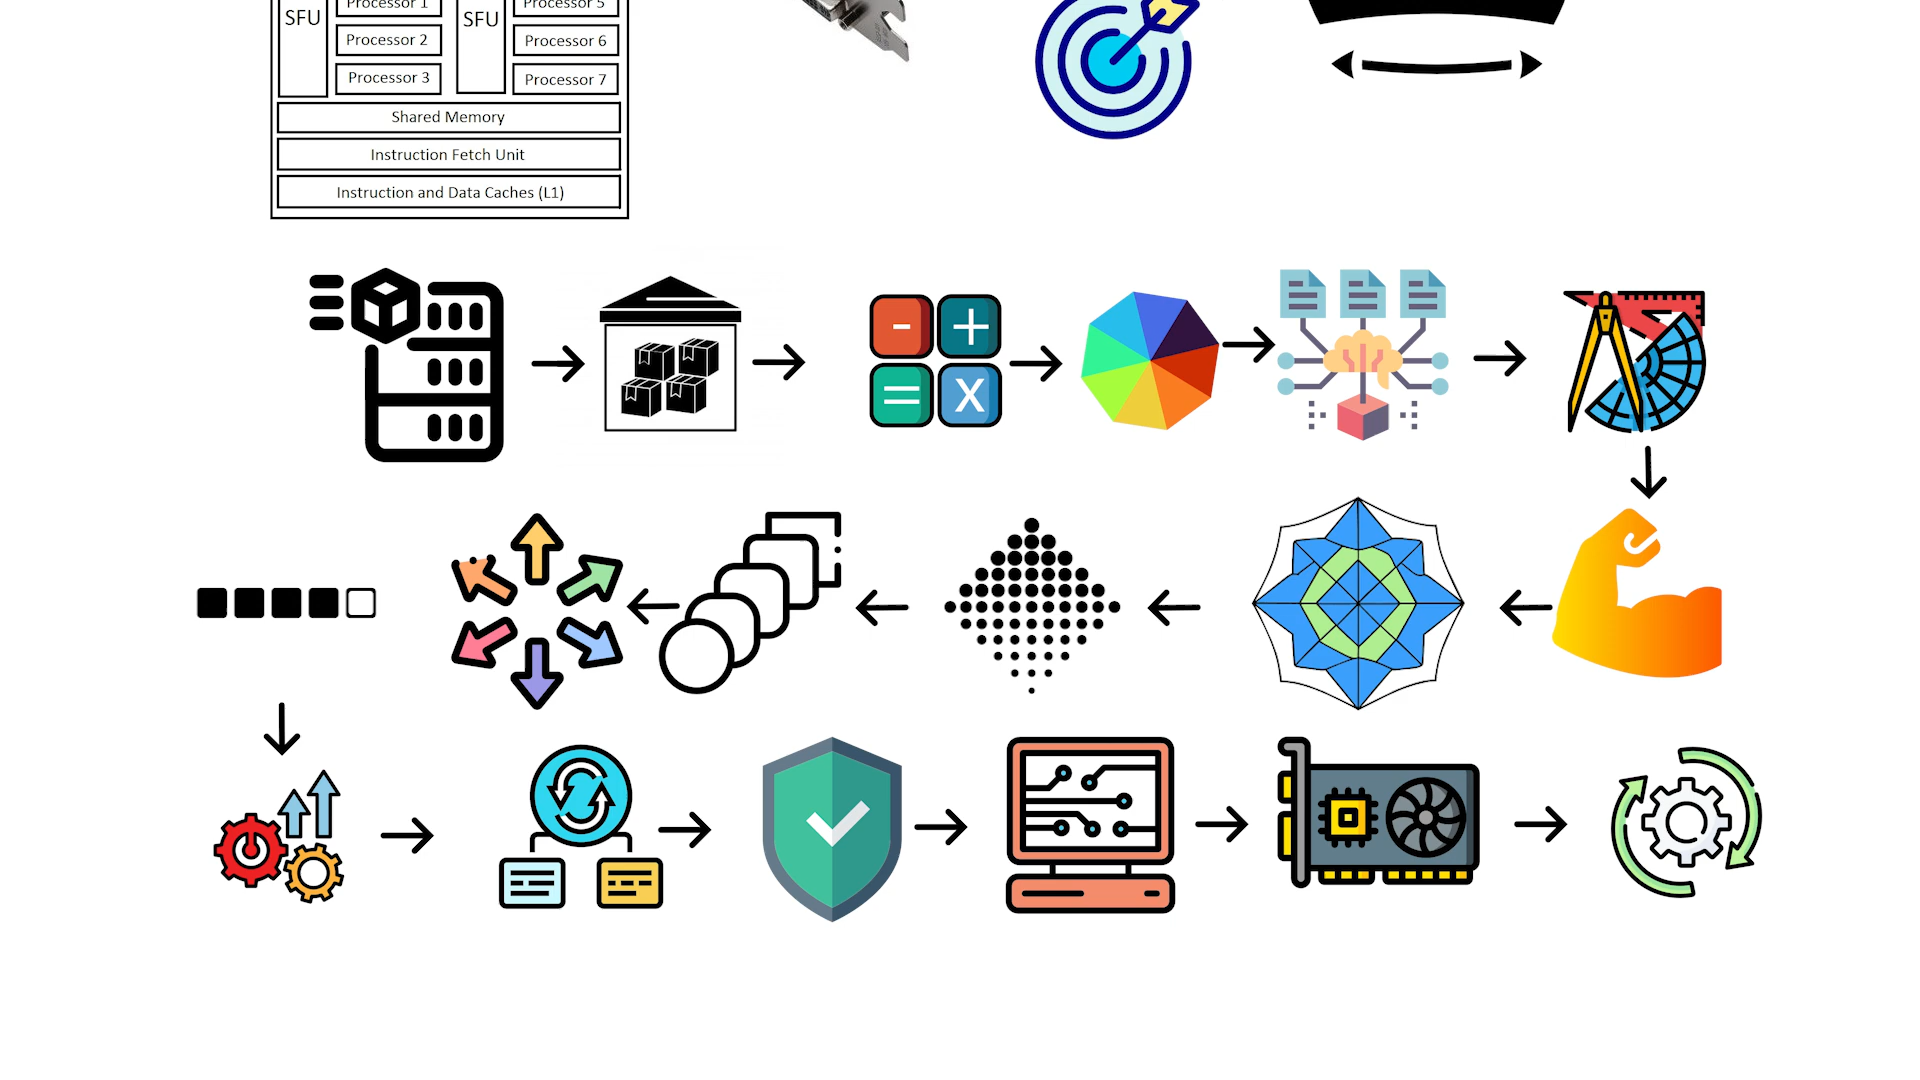 SFU
Processor 1
SFU
Processor 5
Processor 2
Processor 6
Processor 3
Processor 7
Shared Memory
Instruction Fetch Unit
Instruction and Data Caches (L1)
- +
= X